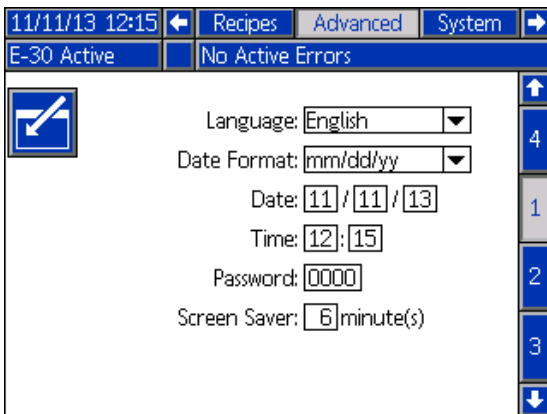 11/11/13 12:15 Recipes Advanced System
E-30 Active No Active Errors
Language: English
Date Format: mm/dd/yy
Date: 11 / 11 / 13
Time: 12 : 15
Password: 0000
Screen Saver: 6 minute(s)
4
1
2
3